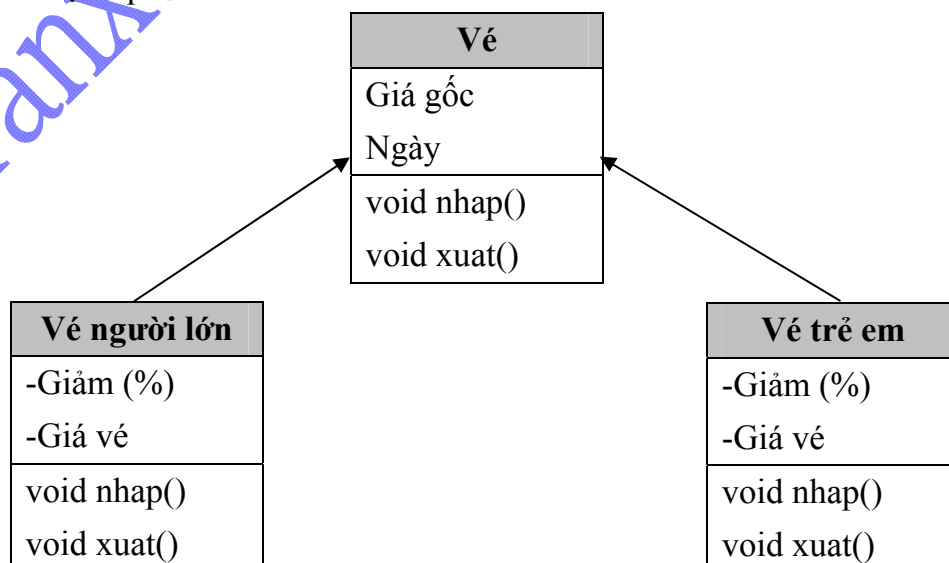 Vé
Giá gốc
Ngày
void nhap()
void xuat()
Vé người lớn
-Giảm (%)
-Giá vé
void nhap()
void xuat()
Vé trẻ em
-Giảm (%)
-Giá vé
void nhap()
void xuat()